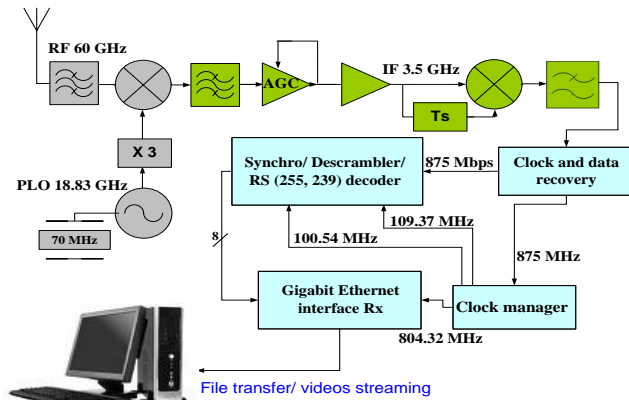 RF 60 GHz
AGC
IF 3.5 GHz
Ts
X 3
PLO 18.83 GHz
70 MHz
Synchro/ Descrambler/
RS (255, 239) decoder
875 Mbps
Clock and data
recovery
109.37 MHz
100.54 MHz
8
875 MHz
Gigabit Ethernet
interface Rx
Clock manager
804.32 MHz
File transfer/ videos streaming